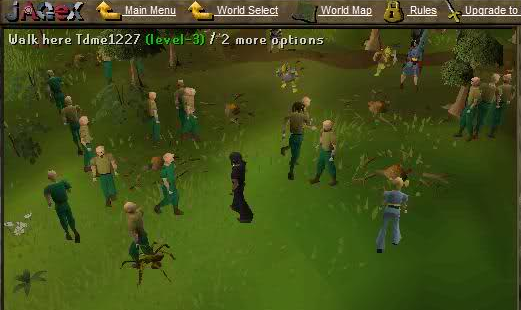 JAGeX Main Menu World Select World Map Rules Upgrade to
Walk here Tdme1227 (level-3) / 2 more options